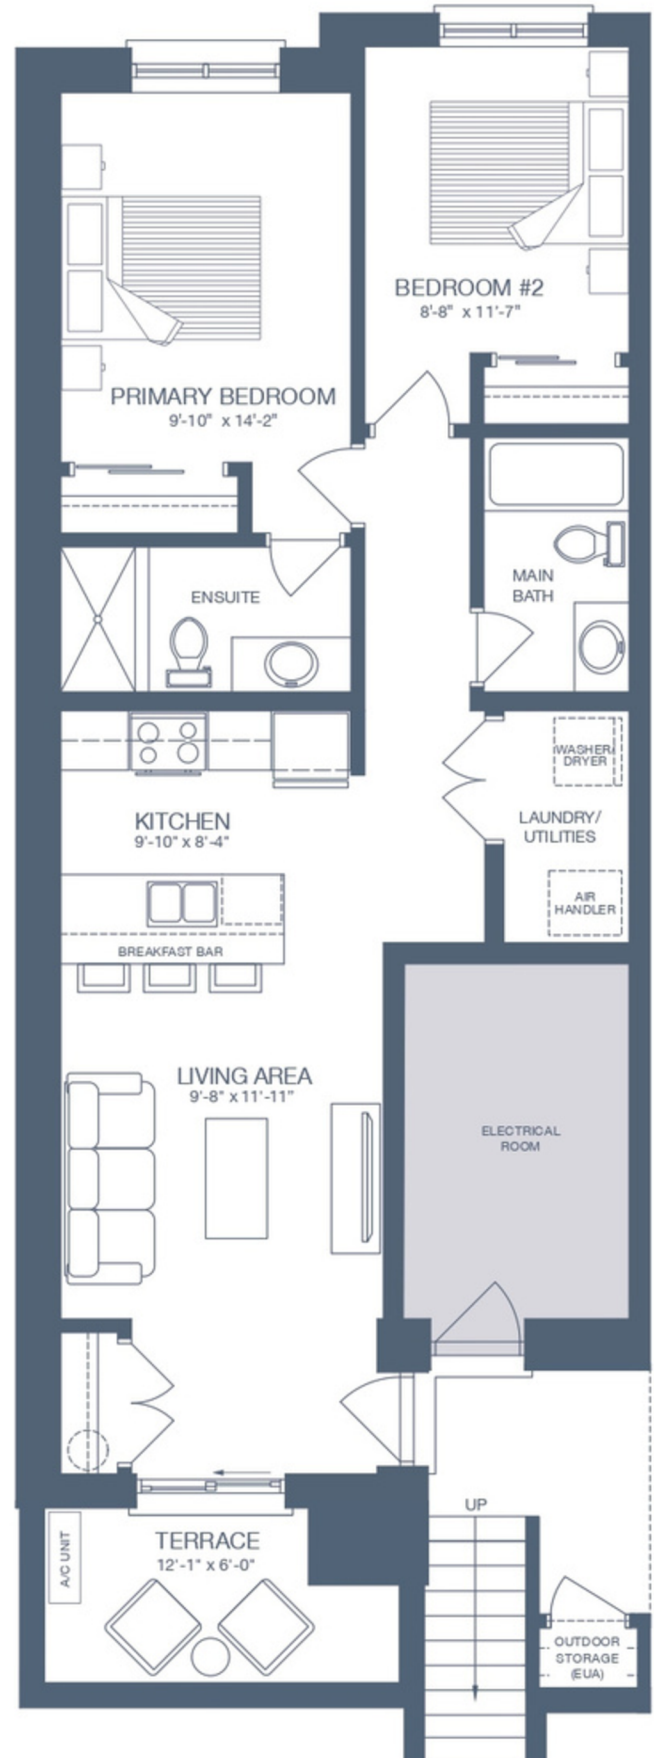 BEDROOM #2
8'-8" x 11'-7"
PRIMARY BEDROOM
9'-10" x 14'-2"
ENSUITE
MAIN
BATH
WASHER/
DRYER
LAUNDRY/
UTILITIES
KITCHEN
9'-10" x 8'-4"
AIR
HANDLER
BREAKFAST BAR
LIVING AREA
9'-8" x 11'-11"
ELECTRICAL
ROOM
UP
TERRACE
12'-1" x 6'-0"
A/C UNIT
OUTDOOR
STORAGE
(EUA)